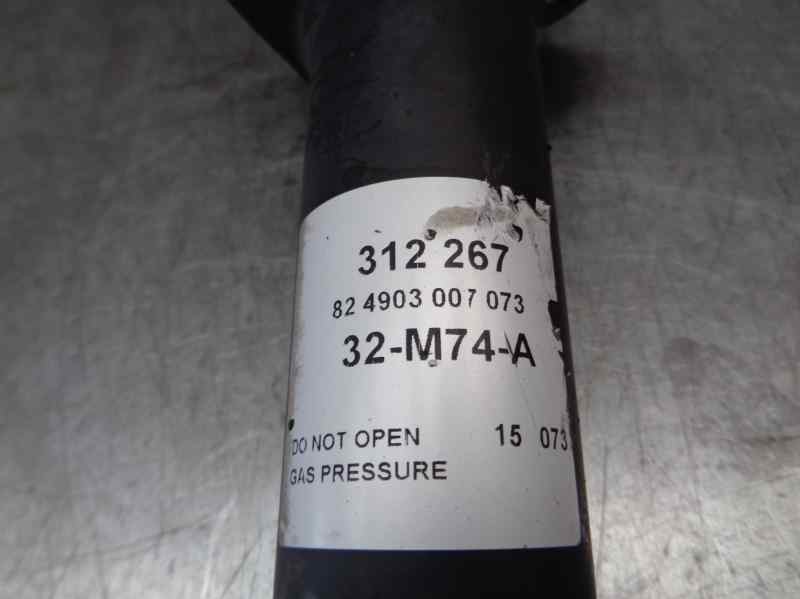 312 267
82 4903 007 073
32-M74-A
DO NOT OPEN 15 073
GAS PRESSURE